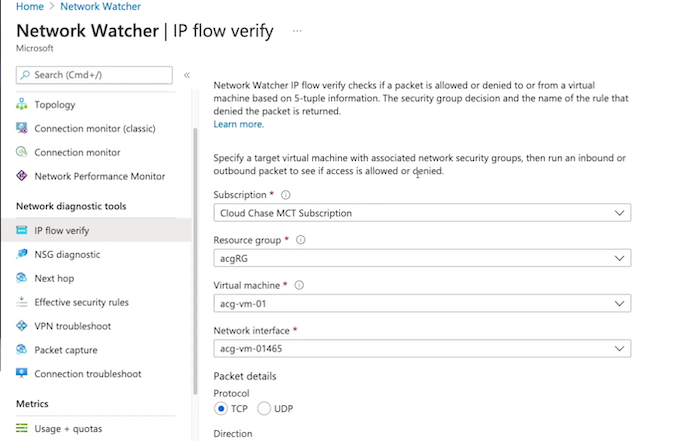 Home > Network Watcher
Network Watcher | IP flow verify ...
Microsoft
Search (Cmd+/)
«
Topology
Connection monitor (classic)
Connection monitor
Network Performance Monitor
Network diagnostic tools
IP flow verify
NSG diagnostic
Next hop
Effective security rules
VPN troubleshoot
Packet capture
Connection troubleshoot
Metrics
Usage + quotas
Network Watcher IP flow verify checks if a packet is allowed or denied to or from a virtual
machine based on 5-tuple information. The security group decision and the name of the rule that
denied the packet is returned.
Learn more.
Specify a target virtual machine with associated network security groups, then run an inbound or
outbound packet to see if access is allowed or denied.
Subscription *
Cloud Chase MCT Subscription
Resource group *
acgRG
Virtual machine *
acg-vm-01
Network interface *
acg-vm-01465
Packet details
Protocol
TCP UDP
Direction